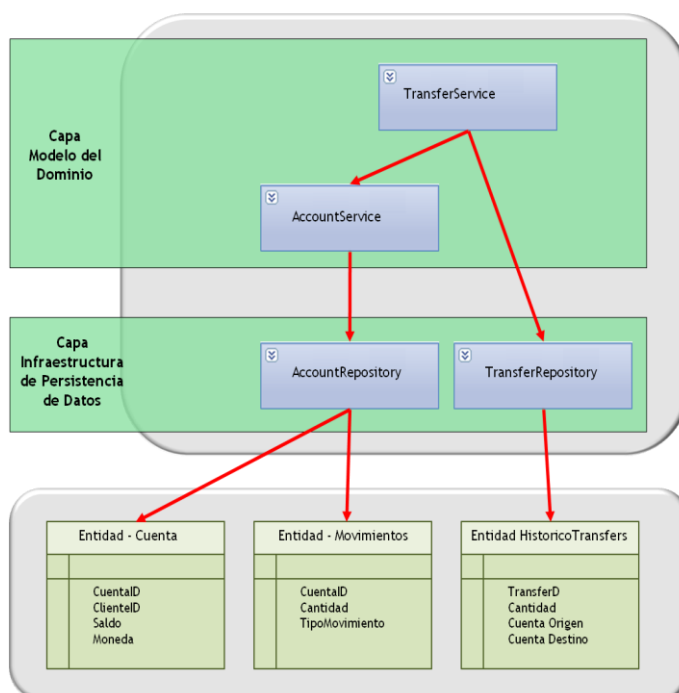 TransferService
Capa
Modelo del
Dominio
AccountService
Capa
Infraestructura
de Persistencia
de Datos
AccountRepository
TransferRepository
Entidad - Cuenta
CuentaID
ClienteID
Saldo
Moneda
Entidad - Movimientos
CuentaID
Cantidad
TipoMovimiento
Entidad HistoricoTransfers
TransferD
Cantidad
Cuenta Origen
Cuenta Destino